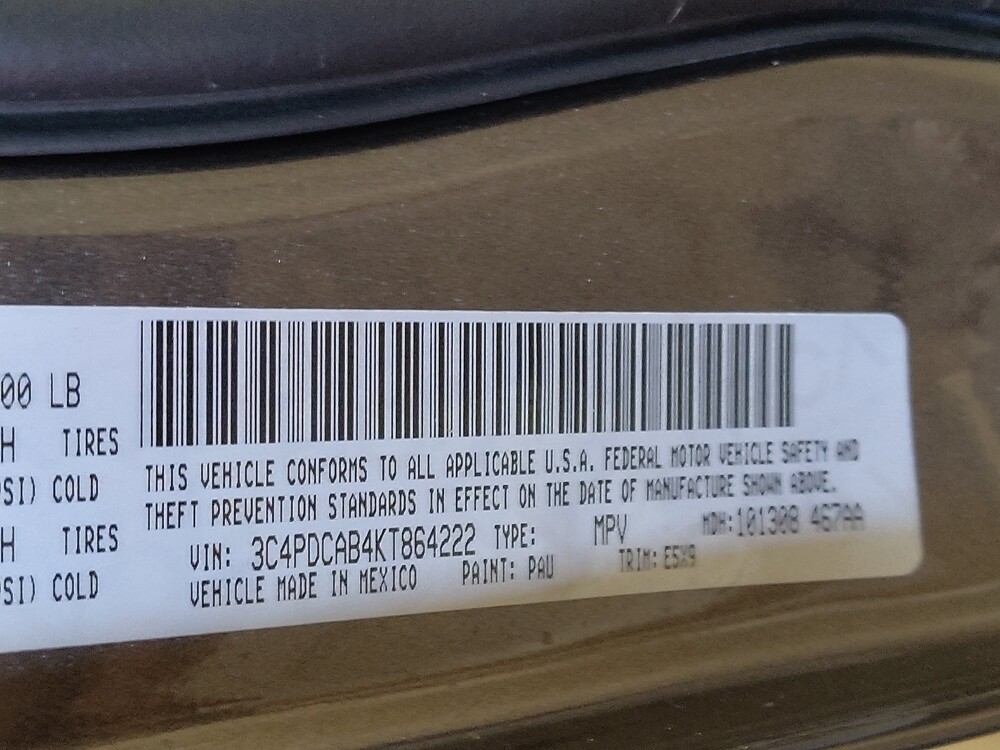 00 LB
H TIRES
SI) COLD
H TIRES
SI) COLD
THIS VEHICLE CONFORMS TO ALL APPLICABLE U.S.A. FEDERAL MOTOR VEHICLE SAFETY AND
THEFT PREVENTION STANDARDS IN EFFECT ON THE DATE OF MANUFACTURE SHOWN ABOVE.
VIN: 3C4PDCAB4KT864222 TYPE: MPV MDH:101308 467AA
VEHICLE MADE IN MEXICO PAINT: PAU TRIM: E5X9